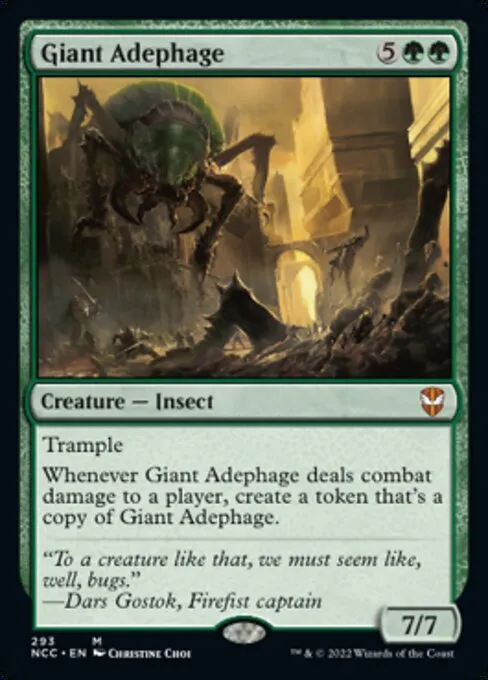 Giant Adephage 5
Creature — Insect
Trample
Whenever Giant Adephage deals combat
damage to a player, create a token that's a
copy of Giant Adephage.
“To a creature like that, we must seem like,
well, bugs.”
—Dars Gostok, Firefist captain
7/7
293 M
NCC • EN Christine Choi
™ & © 2022 Wizards of the Coast